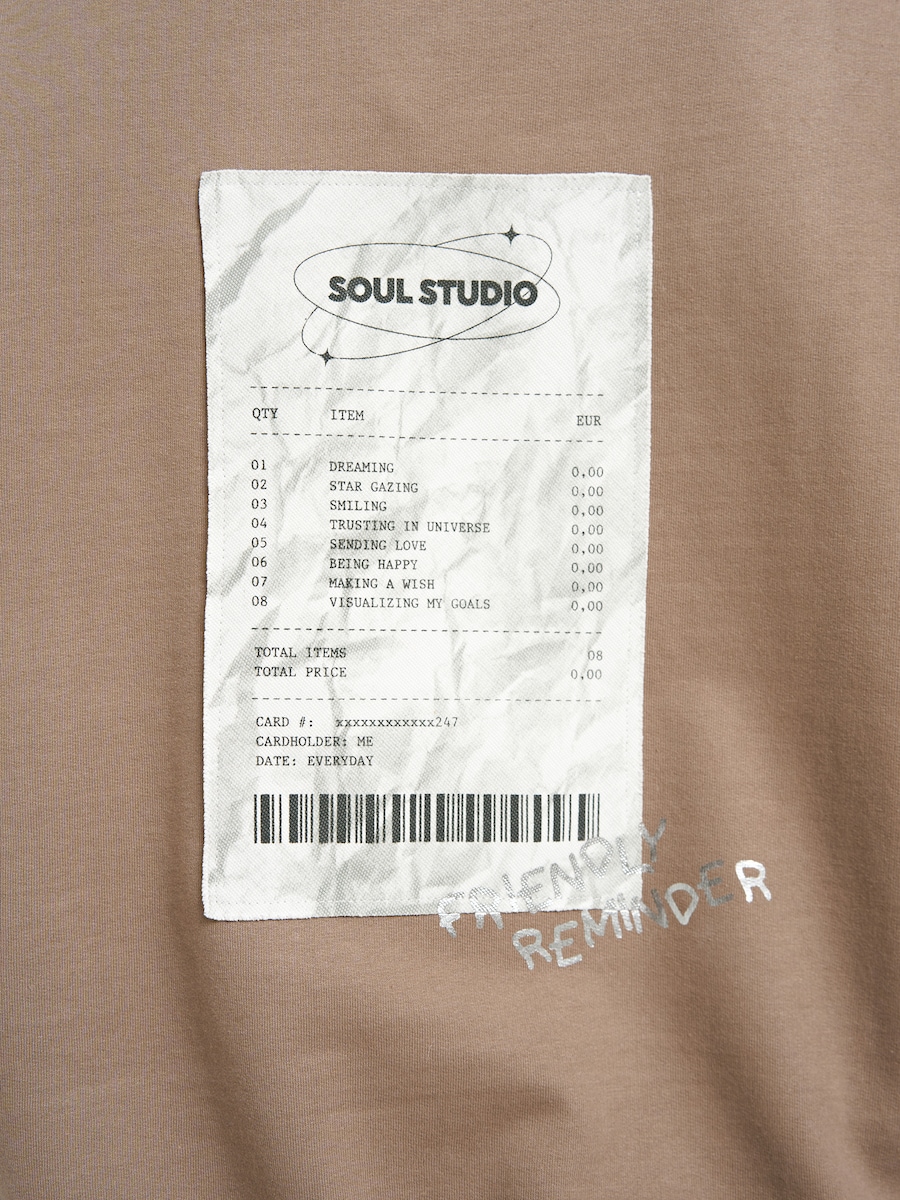 SOUL STUDIO
QTY ITEM EUR
01 DREAMING 0,00
02 STAR GAZING 0,00
03 SMILING 0,00
04 TRUSTING IN UNIVERSE 0,00
05 SENDING LOVE 0,00
06 BEING HAPPY 0,00
07 MAKING A WISH 0,00
08 VISUALIZING MY GOALS 0,00
TOTAL ITEMS 08
TOTAL PRICE 0,00
CARD #: xxxxxxxxxxxx247
CARDHOLDER: ME
DATE: EVERYDAY
FRIENDLY
REMINDER